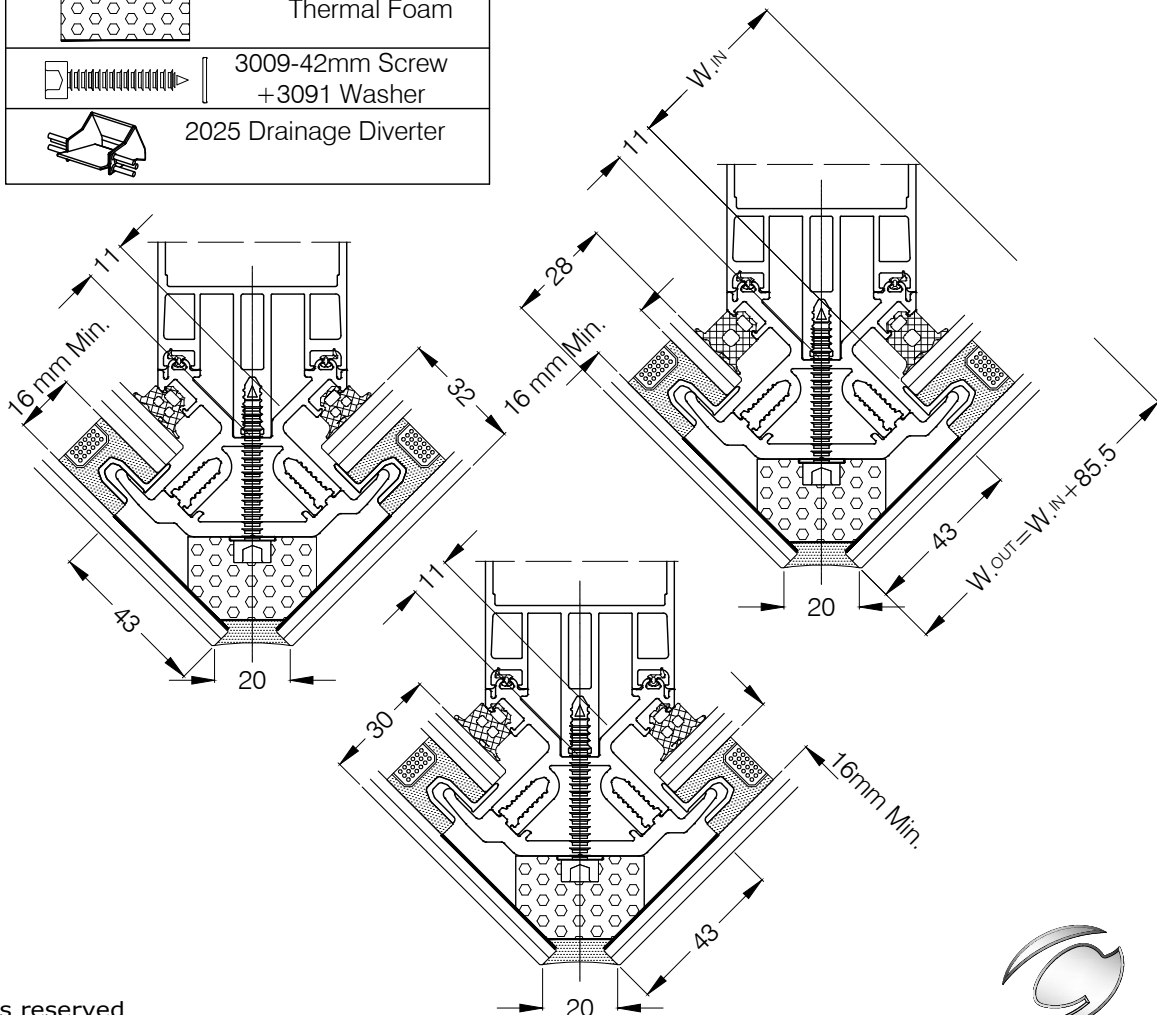 Thermal Foam
3009-42mm Screw
+3091 Washer
2025 Drainage Diverter
W.IN
11
28
16 mm Min.
43
W.OUT=W.IN+85.5
20
11
16 mm Min.
32
43
20
11
30
16mm Min.
43
20
s reserved